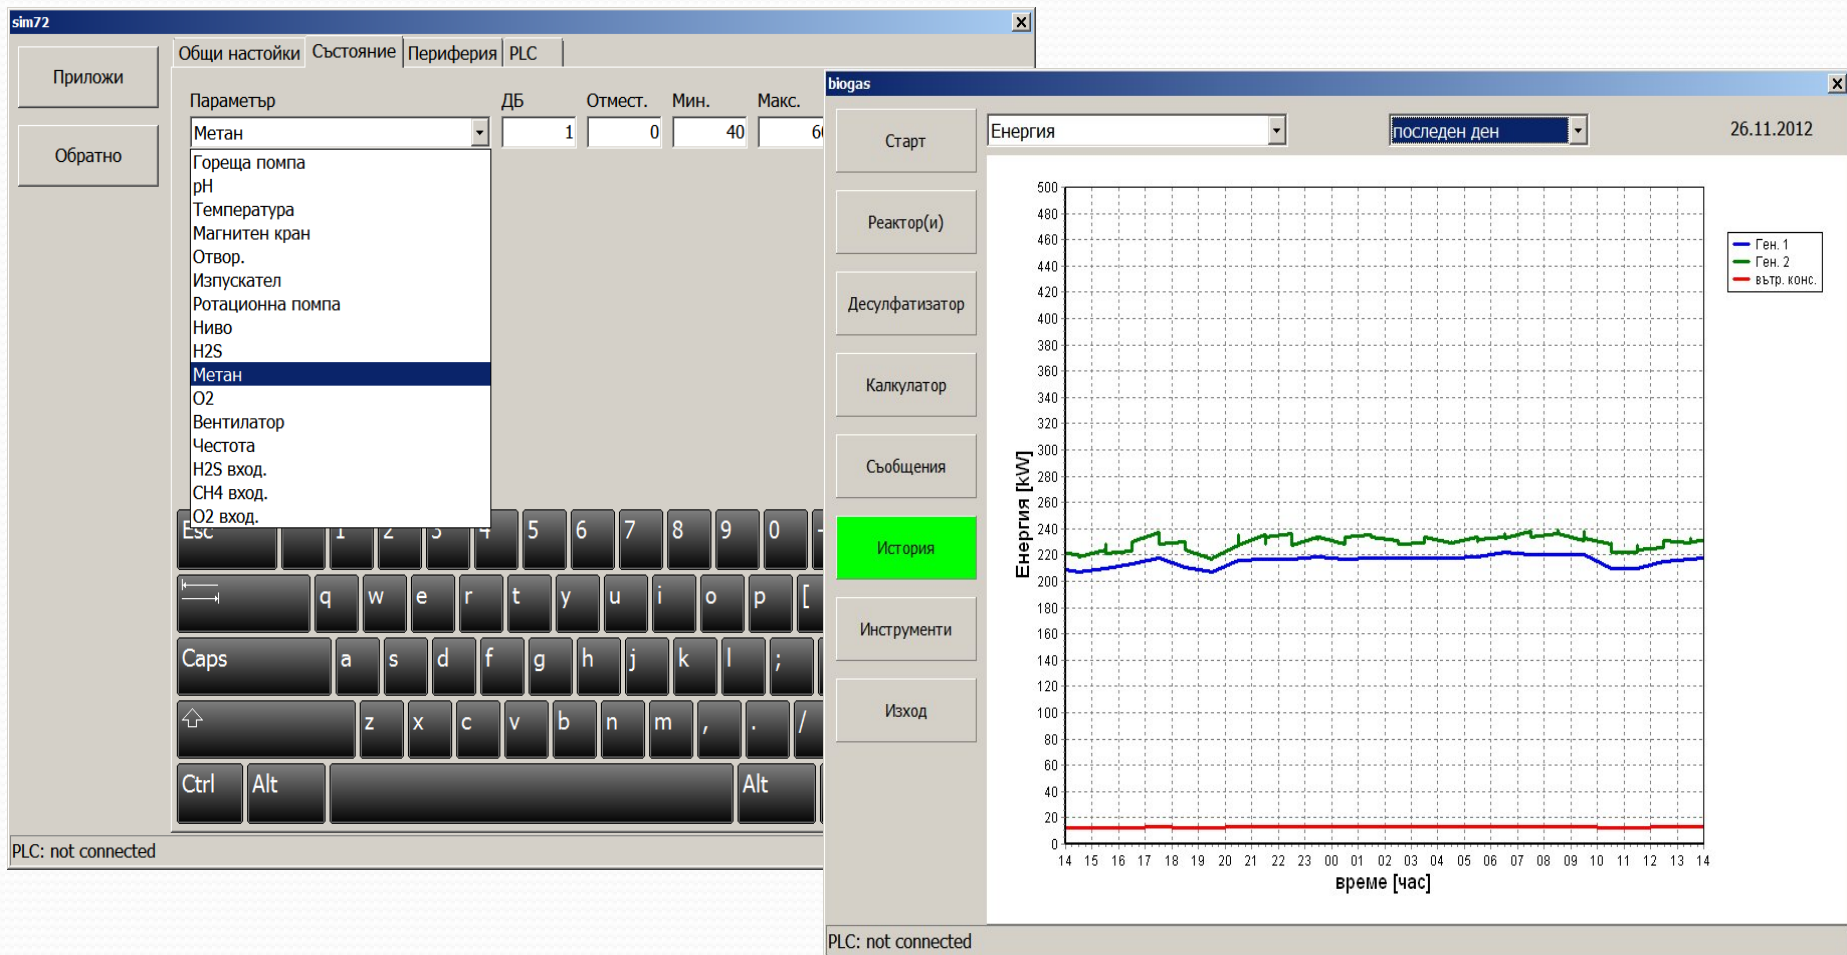 sim72
Приложи
Обратно
Общи настойки Състояние Периферия PLC
Параметър ДБ Отмест. Мин. Макс.
Метан 1 0 40
Гореща помпа
pH
Температура
Магнитен кран
Отвор.
Изпускател
Ротационна помпа
Ниво
H2S
Метан
O2
Вентилатор
Честота
H2S вход.
CH4 вход.
O2 вход.
Esc 1 2 3 4 5 6 7 8 9 0 -
q w e r t y u i o p [
Caps a s d f g h j k l ;
z x c v b n m , . /
Ctrl Alt Alt
PLC: not connected
biogas
Старт
Реактор(и)
Десулфатизатор
Калкулатор
Съобщения
История
Инструменти
Изход
Енергия последен ден 26.11.2012
500
480
460
440
420
400
380
360
340
320
300
280
260
240
220
200
180
160
140
120
100
80
60
40
20
0
Енергия [kW]
14 15 16 17 18 19 20 21 22 23 00 01 02 03 04 05 06 07 08 09 10 11 12 13 14
време [час]
Ген. 1
Ген. 2
вътр. конс.
PLC: not connected